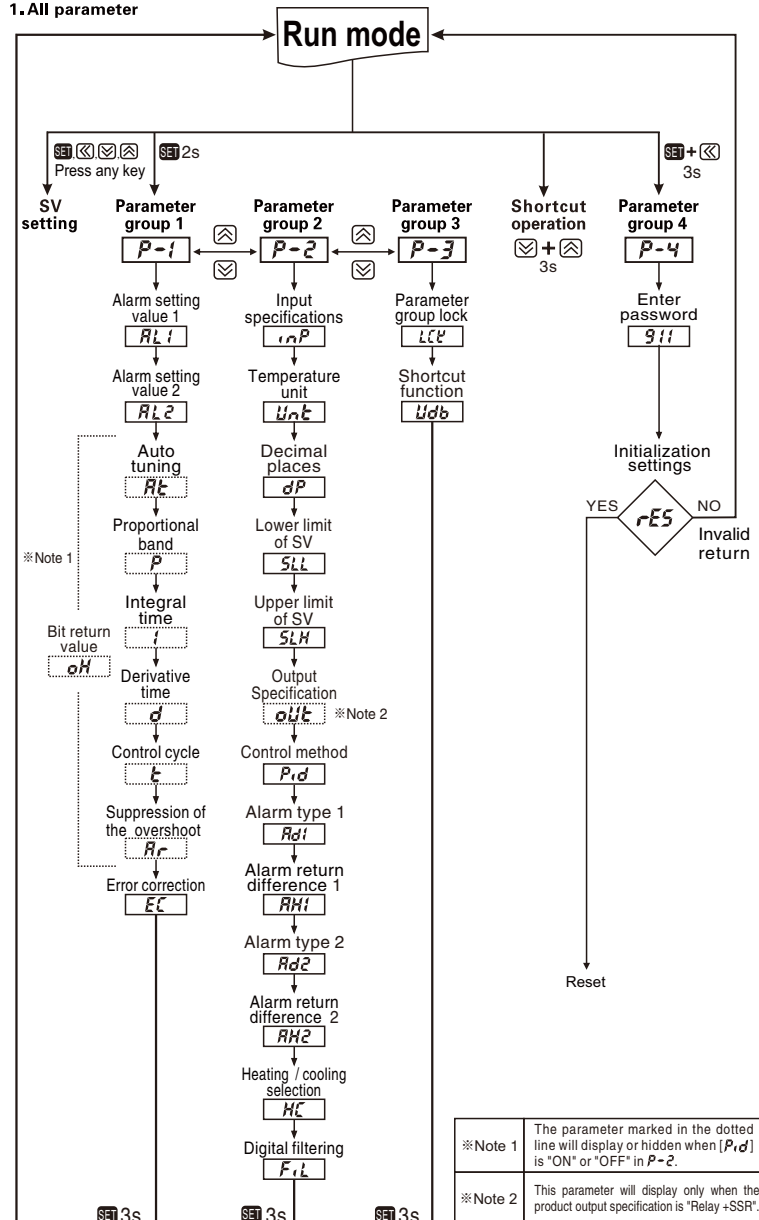 1. All parameter
Run mode
SET, , , 
Press any key
SET 2s
SET +
3s
SV
setting
Parameter
group 1
P-1
Parameter
group 2
P-2
Parameter
group 3
P-3
Shortcut
operation
+
3s
Parameter
group 4
P-4
Alarm setting
value 1
AL1
Alarm setting
value 2
AL2
Auto
tuning
At
Proportional
band
P
Integral
time
I
Derivative
time
d
Control cycle
t
Suppression of
the overshoot
Ar
Error correction
EC
※Note 1
Bit return
value
oH
Input
specifications
inP
Temperature
unit
Unt
Decimal
places
dP
Lower limit
of SV
SLL
Upper limit
of SV
SLH
Output
Specification
oUt ※Note 2
Control method
Pid
Alarm type 1
Ad1
Alarm return
difference 1
AH1
Alarm type 2
Ad2
Alarm return
difference 2
AH2
Heating / cooling
selection
HC
Digital filtering
FiL
Parameter
group lock
LCK
Shortcut
function
Udb
Enter
password
911
Initialization
settings
YES
rES
NO
Invalid
return
Reset
※Note 1
The parameter marked in the dotted
line will display or hidden when [Pid]
is "ON" or "OFF" in P-2.
※Note 2
This parameter will display only when the
product output specification is "Relay +SSR".
SET 3s
SET 3s
SET 3s